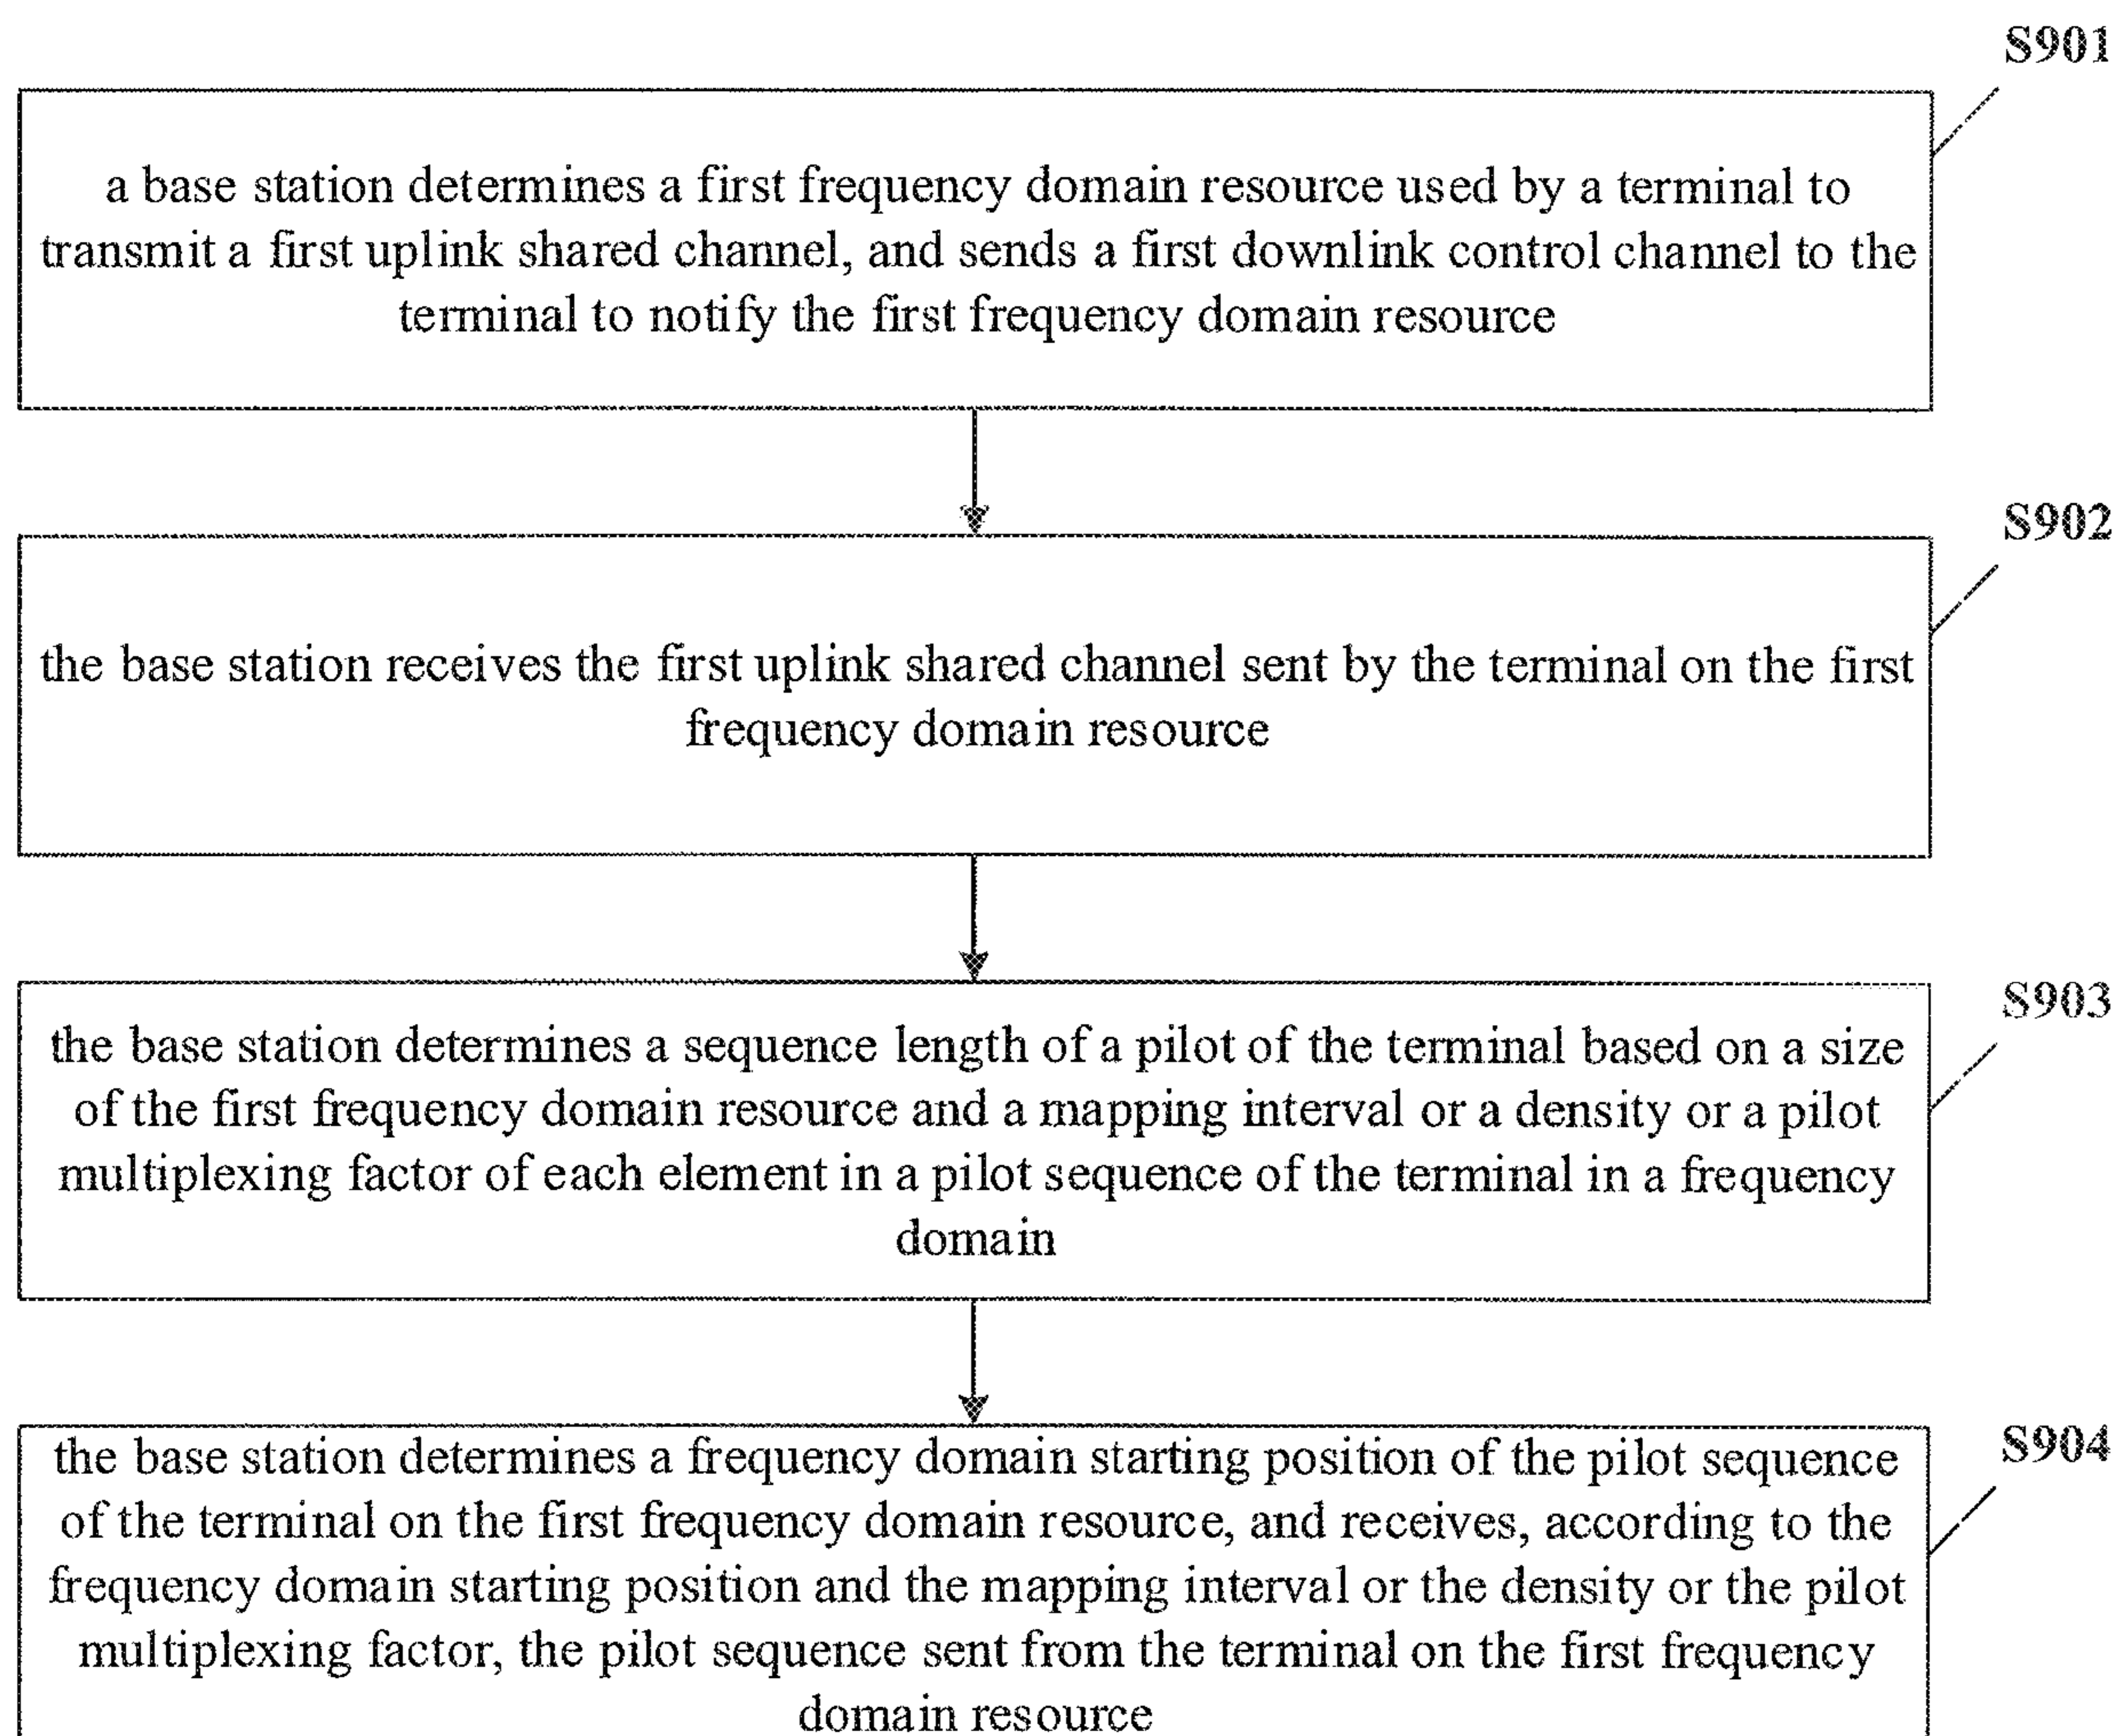 S901
a base station determines a first frequency domain resource used by a terminal to
transmit a first uplink shared channel, and sends a first downlink control channel to the
terminal to notify the first frequency domain resource
S902
the base station receives the first uplink shared channel sent by the terminal on the first
frequency domain resource
S903
the base station determines a sequence length of a pilot of the terminal based on a size
of the first frequency domain resource and a mapping interval or a density or a pilot
multiplexing factor of each element in a pilot sequence of the terminal in a frequency
domain
S904
the base station determines a frequency domain starting position of the pilot sequence
of the terminal on the first frequency domain resource, and receives, according to the
frequency domain starting position and the mapping interval or the density or the pilot
multiplexing factor, the pilot sequence sent from the terminal on the first frequency
domain resource